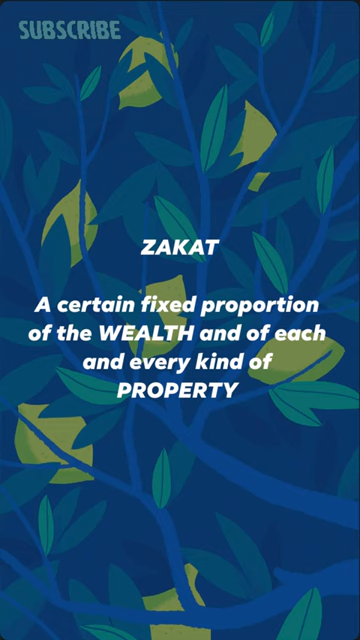 SUBSCRIBE
ZAKAT
A certain fixed proportion
of the WEALTH and of each
and every kind of
PROPERTY